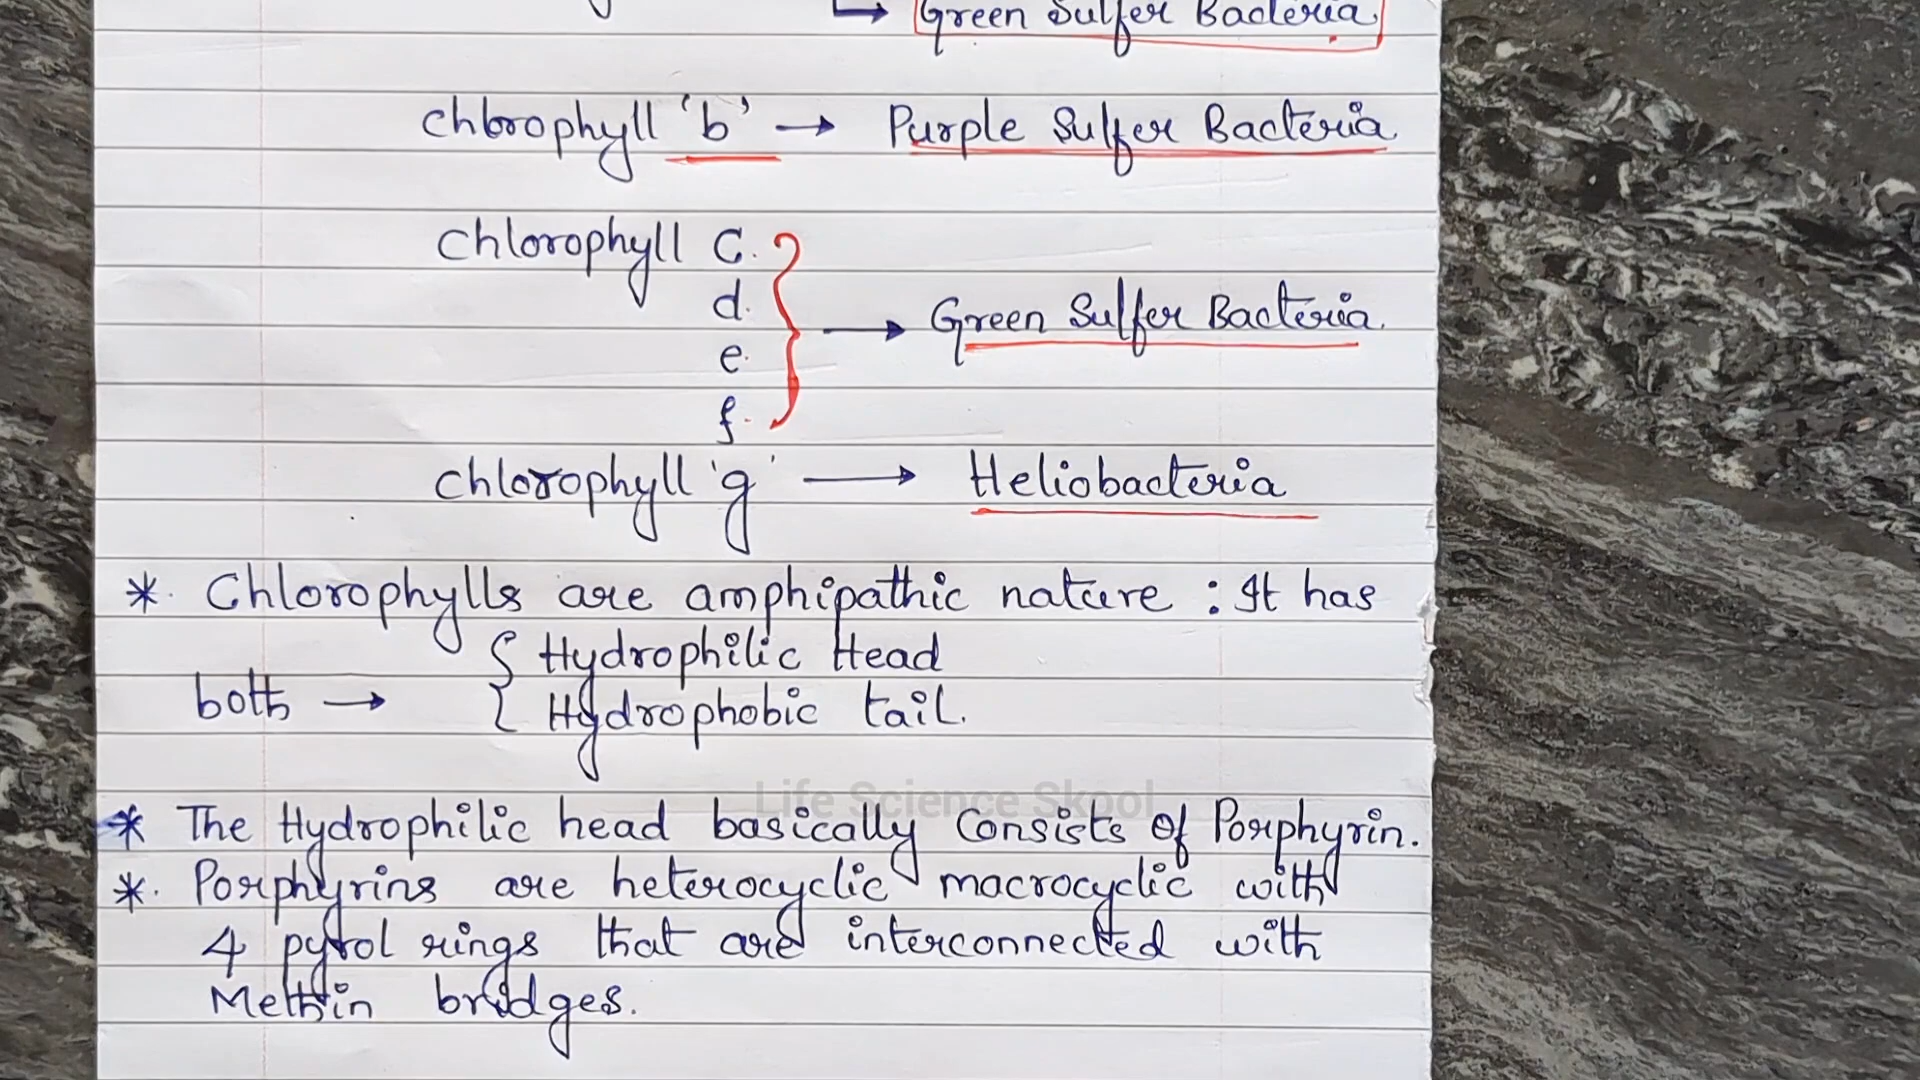 Green Sulfer Bacteria.
chlorophyll 'b' → Purple Sulfer Bacteria
Chlorophyll C.
d.
e.
f.
→ Green Sulfer Bacteria.
chlorophyll 'g' → Heliobacteria
* Chlorophylls are amphipathic nature : It has
both → { Hydrophilic Head
Hydrophobic tail.
Life Science Skool
* The Hydrophilic head basically Consists of Porphyrin.
* Porphyrins are heterocyclic macrocyclic with
4 pyrol rings that are interconnected with
Methin bridges.